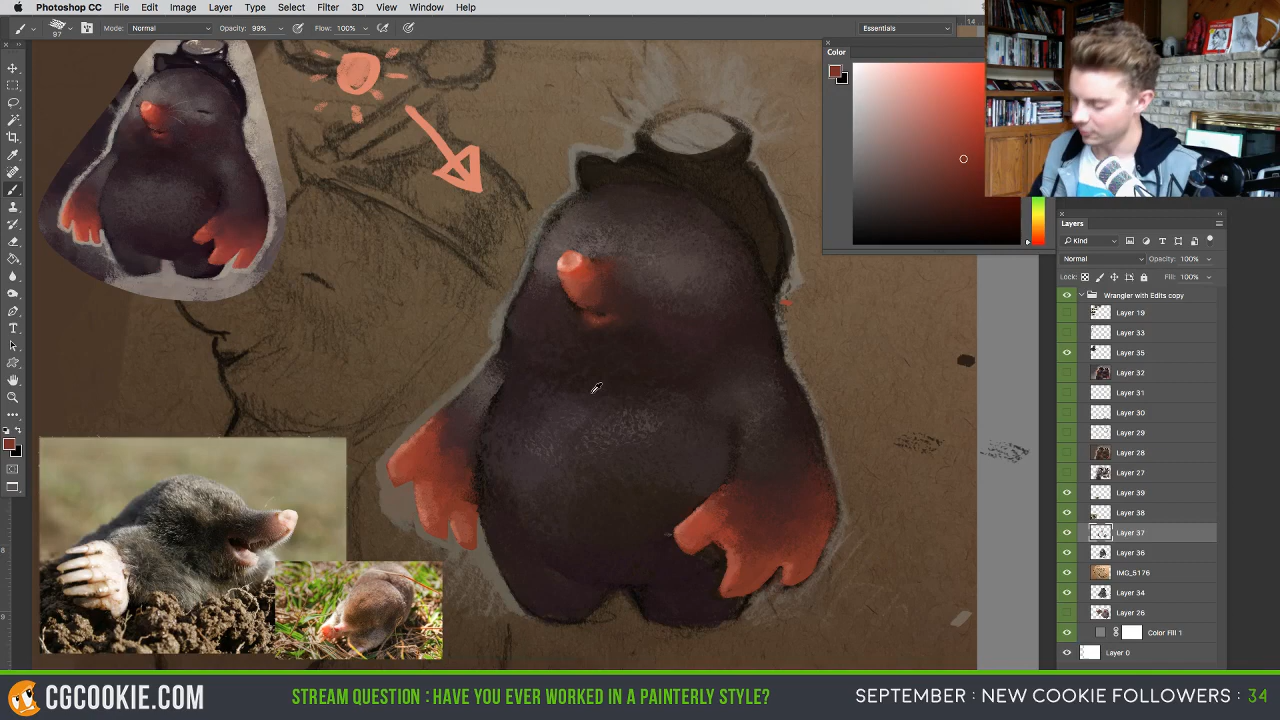 Photoshop CC File Edit Image Layer Type Select Filter 3D View Window Help
97 Mode: Normal Opacity: 99% Flow: 100% Essentials
14
Color
8
9
Layers
Kind
Normal Opacity: 100%
Lock: Fill: 100%
Wrangler with Edits copy
Layer 19
Layer 33
Layer 35
Layer 32
Layer 31
Layer 30
Layer 29
Layer 28
Layer 27
Layer 39
Layer 38
Layer 37
Layer 36
IMG_5176
Layer 34
Layer 26
Color Fill 1
Layer 0
CGCOOKIE.COM
STREAM QUESTION : HAVE YOU EVER WORKED IN A PAINTERLY STYLE?
SEPTEMBER : NEW COOKIE FOLLOWERS : 34